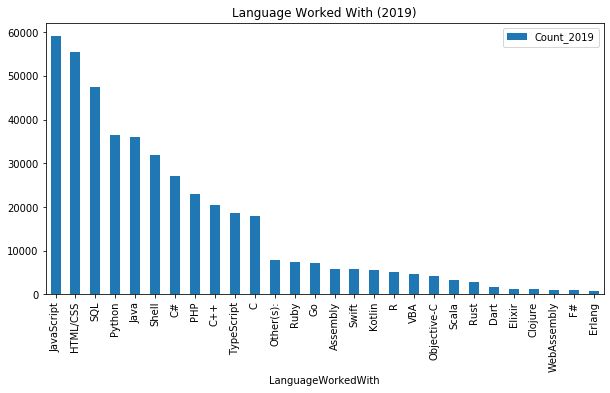 Language Worked With (2019)
Count_2019
60000
50000
40000
30000
20000
10000
0
JavaScript
HTML/CSS
SQL
Python
Java
Shell
C#
PHP
C++
TypeScript
C
Other(s):
Ruby
Go
Assembly
Swift
Kotlin
R
VBA
Objective-C
Scala
Rust
Dart
Elixir
Clojure
WebAssembly
F#
Erlang
LanguageWorkedWith